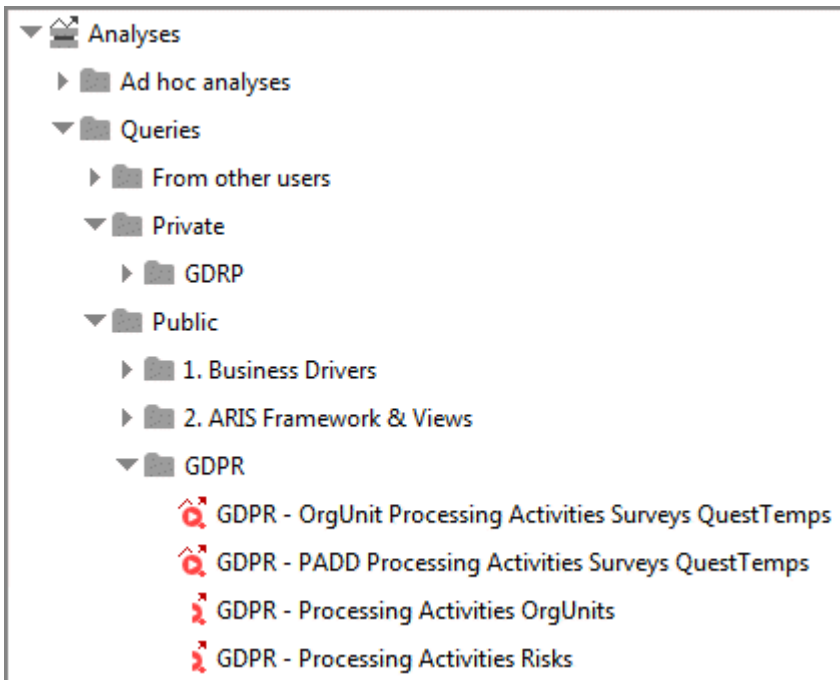 Analyses
Ad hoc analyses
Queries
From other users
Private
GDRP
Public
1. Business Drivers
2. ARIS Framework & Views
GDPR
GDPR - OrgUnit Processing Activities Surveys QuestTemps
GDPR - PADD Processing Activities Surveys QuestTemps
GDPR - Processing Activities OrgUnits
GDPR - Processing Activities Risks